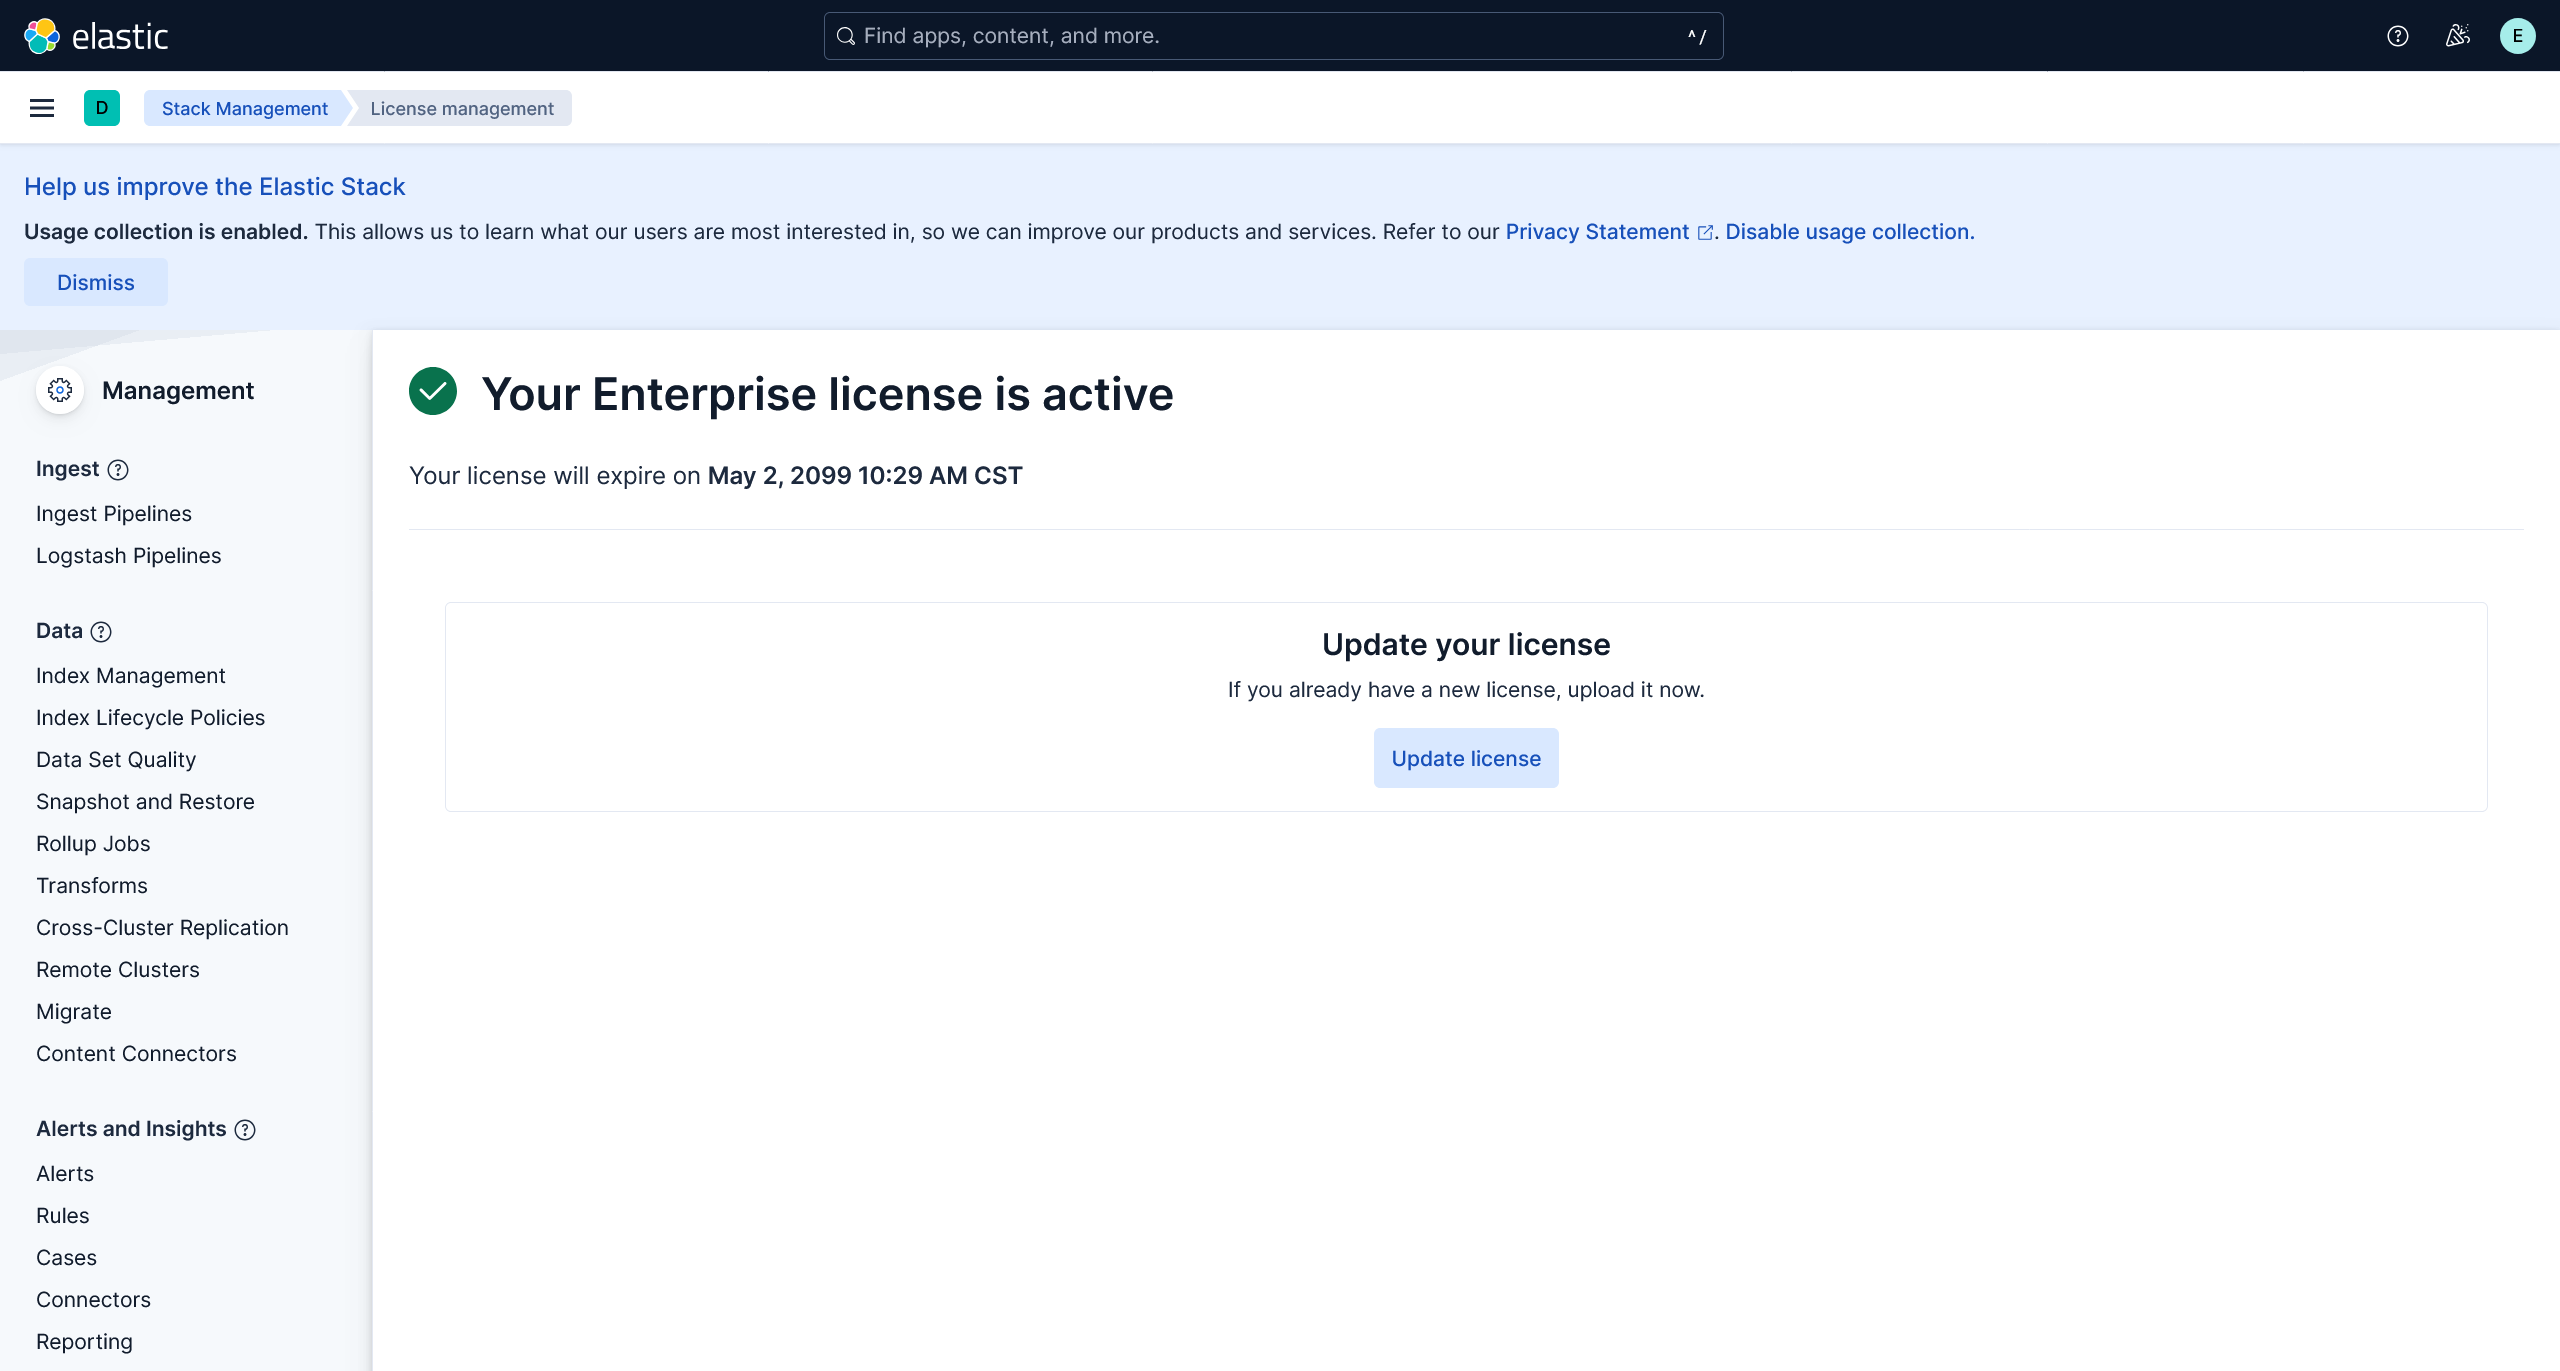 elastic
Find apps, content, and more.
^ /
E
D
Stack Management
License management
Help us improve the Elastic Stack
Usage collection is enabled. This allows us to learn what our users are most interested in, so we can improve our products and services. Refer to our Privacy Statement. Disable usage collection.
Dismiss
Management
Ingest
Ingest Pipelines
Logstash Pipelines
Data
Index Management
Index Lifecycle Policies
Data Set Quality
Snapshot and Restore
Rollup Jobs
Transforms
Cross-Cluster Replication
Remote Clusters
Migrate
Content Connectors
Alerts and Insights
Alerts
Rules
Cases
Connectors
Reporting
Your Enterprise license is active
Your license will expire on May 2, 2099 10:29 AM CST
Update your license
If you already have a new license, upload it now.
Update license